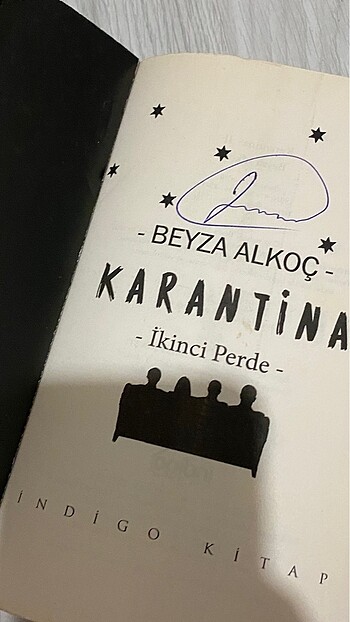 - BEYZA ALKOÇ -
KARANTİNA
- İkinci Perde -
İNDİGO KİTAP